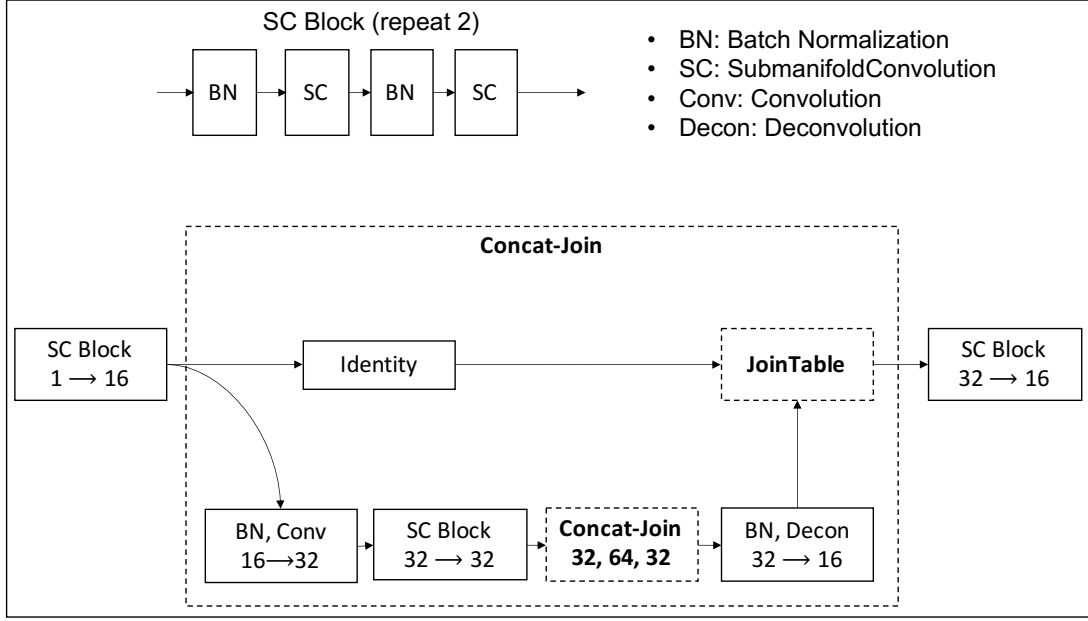 SC Block (repeat 2)
BN
SC
BN
SC
• BN: Batch Normalization
• SC: SubmanifoldConvolution
• Conv: Convolution
• Decon: Deconvolution
Concat-Join
SC Block
1 → 16
Identity
JoinTable
SC Block
32 → 16
BN, Conv
16→32
SC Block
32 → 32
Concat-Join
32, 64, 32
BN, Decon
32 → 16